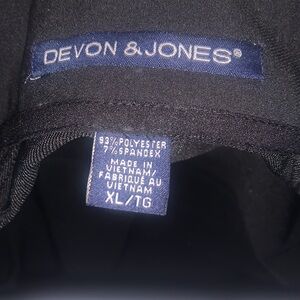 DEVON & JONES®
93% POLYESTER
7% SPANDEX
MADE IN
VIETNAM/
FABRIQUÉ AU
VIETNAM
XL/TG